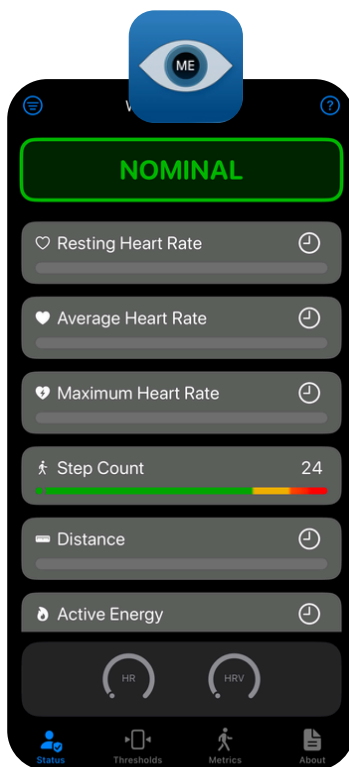 ME
NOMINAL
Resting Heart Rate
Average Heart Rate
Maximum Heart Rate
Step Count 24
Distance
Active Energy
HR HRV
Status Thresholds Metrics About